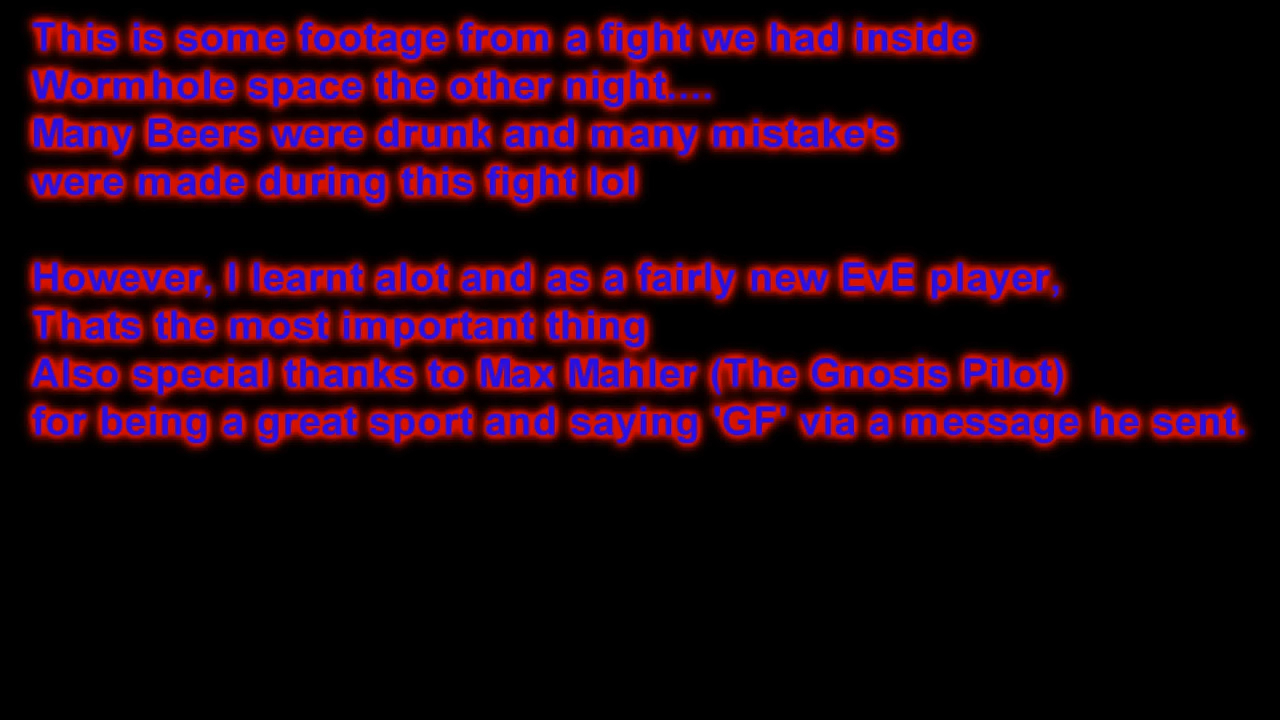 This is some footage from a fight we had inside
Wormhole space the other night....
Many Beers were drunk and many mistake's
were made during this fight lol
However, I learnt alot and as a fairly new EvE player,
Thats the most important thing
Also special thanks to Max Mahler (The Gnosis Pilot)
for being a great sport and saying 'GF' via a message he sent.